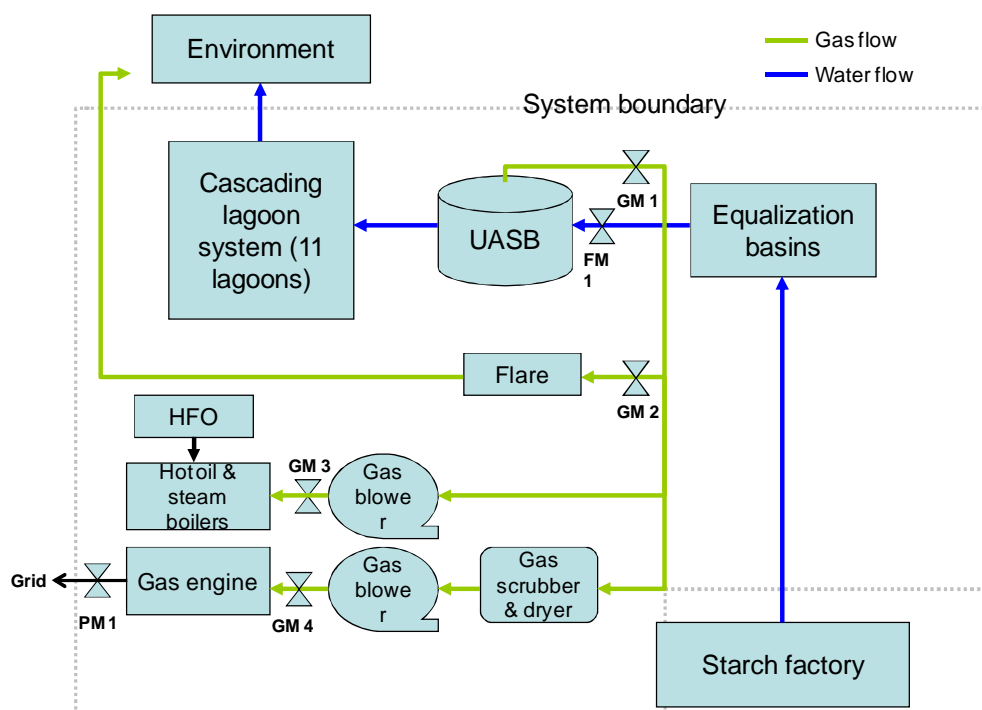 Environment
Gas flow
Water flow
System boundary
Cascading
lagoon
system (11
lagoons)
UASB
GM 1
FM
1
Equalization
basins
Flare
GM 2
HFO
Hot oil &
steam
boilers
GM 3
Gas
blowe
r
Grid
PM 1
Gas engine
GM 4
Gas
blowe
r
Gas
scrubber
& dryer
Starch factory